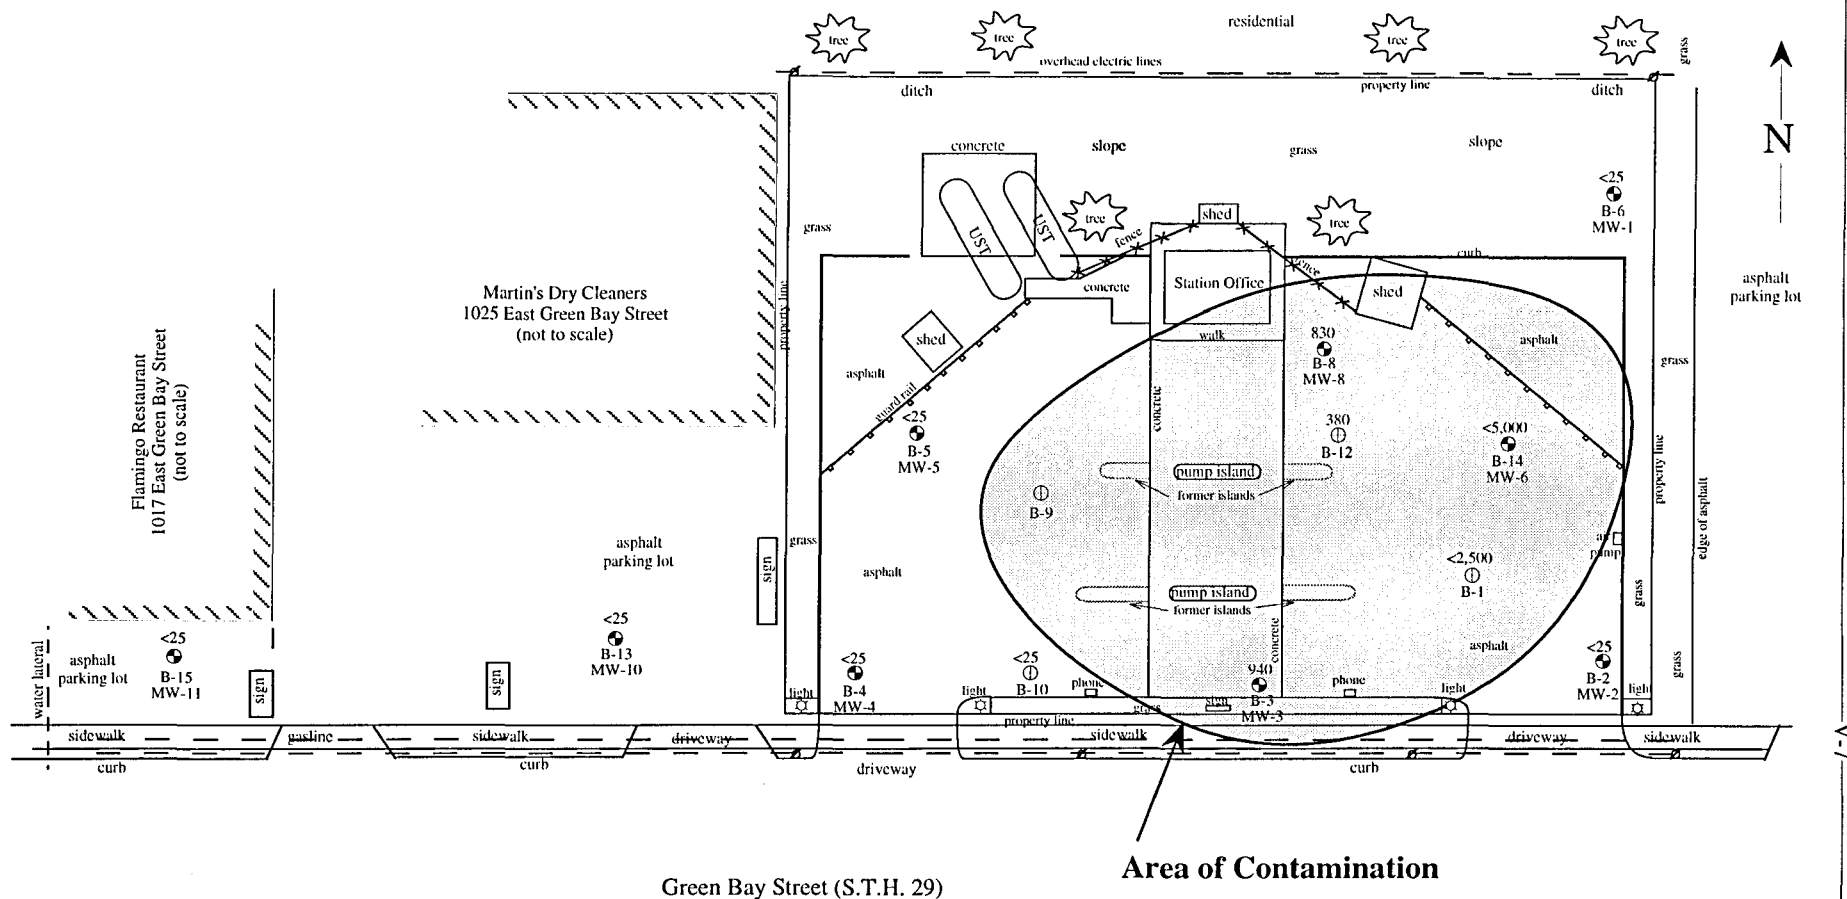 residential
tree
tree
tree
tree
grass
overhead electric lines
ditch
property line
ditch
N
concrete
slope
grass
slope
<25
B-6
MW-1
UST
UST
tree
shed
tree
grass
fence
fence
curb
Station Office
concrete
shed
asphalt
parking lot
Martin's Dry Cleaners
1025 East Green Bay Street
(not to scale)
property line
Flamingo Restaurant
1017 East Green Bay Street
(not to scale)
shed
walk
830
B-8
MW-8
asphalt
grass
asphalt
guard rail
concrete
<25
B-5
MW-5
380
B-12
<5,000
B-14
MW-6
property line
pump island
former islands
B-9
edge of asphalt
grass
asphalt
parking lot
sign
asphalt
air
pump
<2,500
B-1
pump island
former islands
grass
concrete
<25
B-15
MW-11
<25
B-13
MW-10
asphalt
parking lot
water lateral
sign
sign
<25
B-4
MW-4
<25
B-10
phone
940
B-3
MW-3
phone
asphalt
<25
B-2
MW-2
grass
light
light
grass
sign
light
light
property line
sidewalk
gasline
sidewalk
driveway
sidewalk
driveway
sidewalk
curb
curb
driveway
curb
Area of Contamination
Green Bay Street (S.T.H. 29)